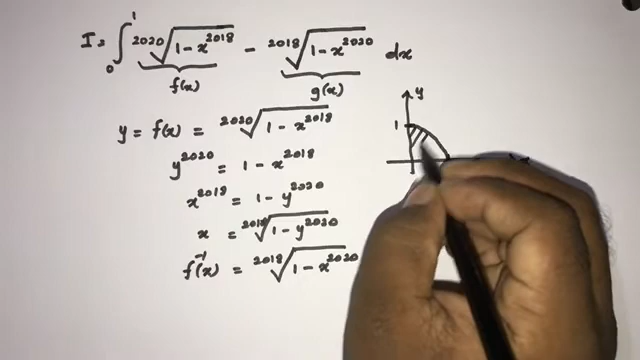 I = ∫₀¹ ²⁰²⁰√(1 - x²⁰¹⁸) - ²⁰¹⁸√(1 - x²⁰²⁰) dx
f(x) g(x)
y = f(x) = ²⁰²⁰√(1 - x²⁰¹⁸)
y²⁰²⁰ = 1 - x²⁰¹⁸
x²⁰¹⁸ = 1 - y²⁰²⁰
x = ²⁰¹⁸√(1 - y²⁰²⁰)
f⁻¹(x) = ²⁰¹⁸√(1 - x²⁰²⁰)
y
1